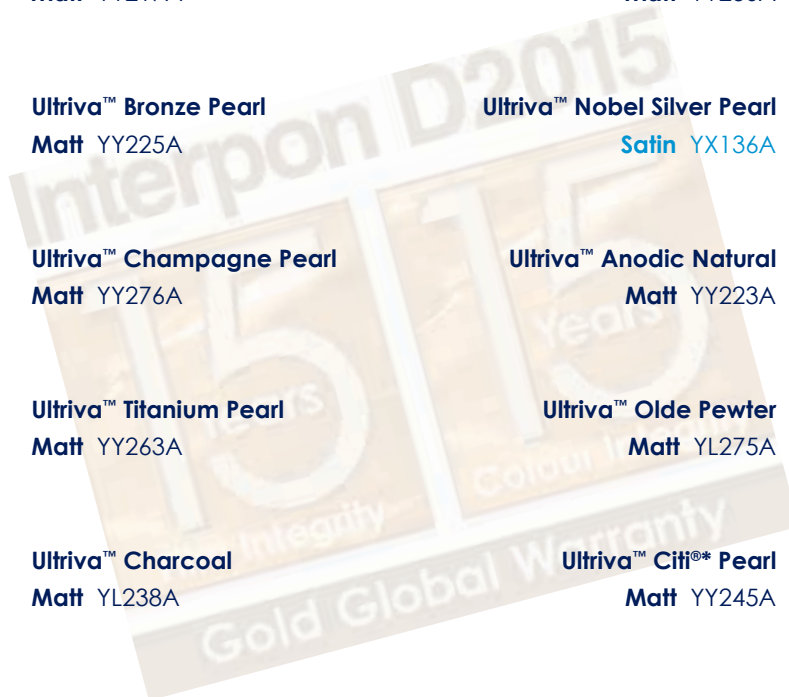 Ultriva™ Bronze Pearl
Matt YY225A
Ultriva™ Nobel Silver Pearl
Satin YX136A
Ultriva™ Champagne Pearl
Matt YY276A
Ultriva™ Anodic Natural
Matt YY223A
Ultriva™ Titanium Pearl
Matt YY263A
Ultriva™ Olde Pewter
Matt YL275A
Ultriva™ Charcoal
Matt YL238A
Ultriva™ Citi®* Pearl
Matt YY245A
Interpon D2015
15 15
Years
Years
Integrity
Colour Integrity
Gold Global Warranty